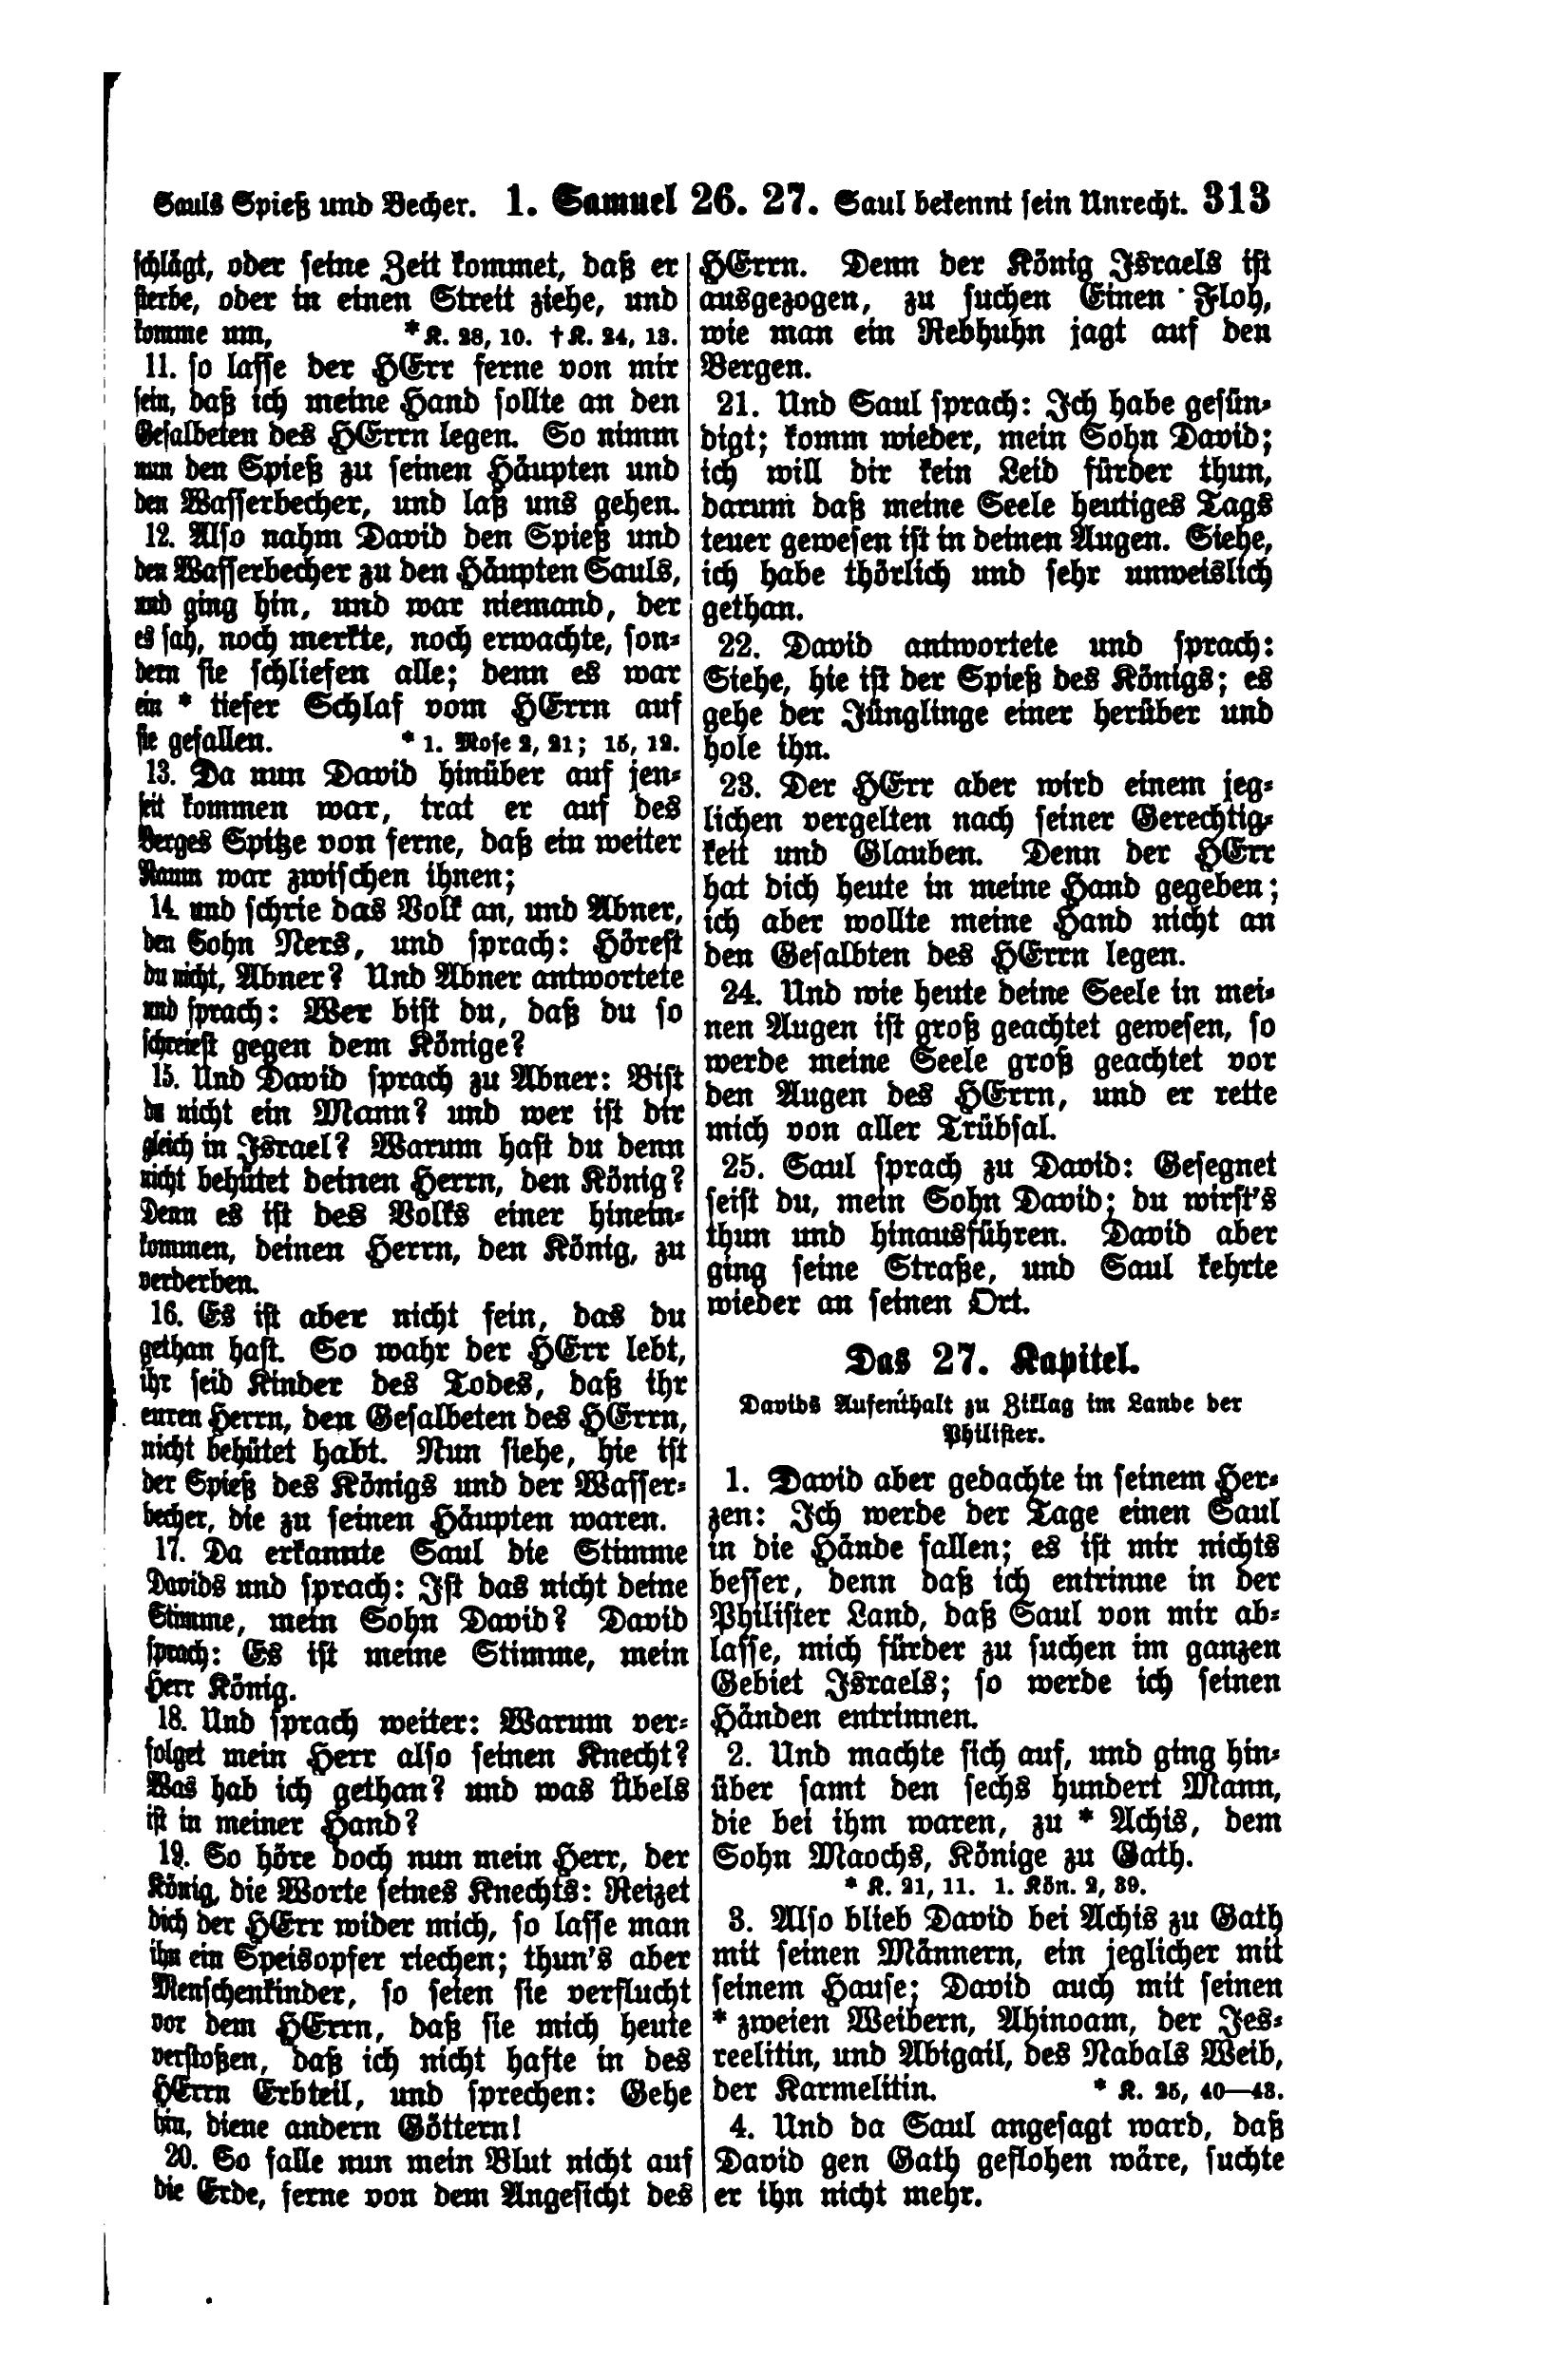 Sauls Spieß und Becher. 1. Samuel 26. 27. Saul bekennt sein Unrecht. 313
schlägt, oder seine Zeit kommet, daß er
sterbe, oder in einen Streit ziehe, und
komme um, * K. 28, 10. † K. 24, 13.
11. so lasse der HErr ferne von mir
sein, daß ich meine Hand sollte an den
Gesalbeten des HErrn legen. So nimm
nun den Spieß zu seinen Häupten und
den Wasserbecher, und laß uns gehen.
12. Also nahm David den Spieß und
den Wasserbecher zu den Häupten Sauls,
und ging hin, und war niemand, der
es sah, noch merkte, noch erwachte, son-
dern sie schliefen alle; denn es war
ein * tiefer Schlaf vom HErrn auf
sie gefallen. * 1. Mose 2, 21; 15, 12.
13. Da nun David hinüber auf jen-
seit kommen war, trat er auf des
Berges Spitze von ferne, daß ein weiter
Raum war zwischen ihnen;
14. und schrie das Volk an, und Abner,
den Sohn Ners, und sprach: Hörest
du nicht, Abner? Und Abner antwortete
und sprach: Wer bist du, daß du so
schreiest gegen dem Könige?
15. Und David sprach zu Abner: Bist
du nicht ein Mann? und wer ist dir
gleich in Israel? Warum hast du denn
nicht behütet deinen Herrn, den König?
Denn es ist des Volks einer hinein-
kommen, deinen Herrn, den König, zu
verderben.
16. Es ist aber nicht fein, das du
gethan hast. So wahr der HErr lebt,
ihr seid Kinder des Todes, daß ihr
euren Herrn, den Gesalbeten des HErrn,
nicht behütet habt. Nun siehe, hie ist
der Spieß des Königs und der Wasser-
becher, die zu seinen Häupten waren.
17. Da erkannte Saul die Stimme
Davids und sprach: Ist das nicht deine
Stimme, mein Sohn David? David
sprach: Es ist meine Stimme, mein
Herr König.
18. Und sprach weiter: Warum ver-
folget mein Herr also seinen Knecht?
Was hab ich gethan? und was Übels
ist in meiner Hand?
19. So höre doch nun mein Herr, der
König, die Worte seines Knechts: Reizet
dich der HErr wider mich, so lasse man
ihn ein Speisopfer riechen; thun's aber
Menschenkinder, so seien sie verflucht
vor dem HErrn, daß sie mich heute
verstoßen, daß ich nicht hafte in des
HErrn Erbteil, und sprechen: Gehe
hin, diene andern Göttern!
20. So falle nun mein Blut nicht auf
die Erde, ferne von dem Angesicht des
HErrn. Denn der König Israels ist
ausgezogen, zu suchen Einen Floh,
wie man ein Rebhuhn jagt auf den
Bergen.
21. Und Saul sprach: Ich habe gesün-
digt; komm wieder, mein Sohn David;
ich will dir kein Leid fürder thun,
darum daß meine Seele heutiges Tags
teuer gewesen ist in deinen Augen. Siehe,
ich habe thörlich und sehr unweislich
gethan.
22. David antwortete und sprach:
Siehe, hie ist der Spieß des Königs; es
gehe der Jünglinge einer herüber und
hole ihn.
23. Der HErr aber wird einem jeg-
lichen vergelten nach seiner Gerechtig-
keit und Glauben. Denn der HErr
hat dich heute in meine Hand gegeben;
ich aber wollte meine Hand nicht an
den Gesalbten des HErrn legen.
24. Und wie heute deine Seele in mei-
nen Augen ist groß geachtet gewesen, so
werde meine Seele groß geachtet vor
den Augen des HErrn, und er rette
mich von aller Trübsal.
25. Saul sprach zu David: Gesegnet
seist du, mein Sohn David; du wirst's
thun und hinausführen. David aber
ging seine Straße, und Saul kehrte
wieder an seinen Ort.
Das 27. Kapitel.
Davids Aufenthalt zu Ziklag im Lande der
Philister.
1. David aber gedachte in seinem Her-
zen: Ich werde der Tage einen Saul
in die Hände fallen; es ist mir nichts
besser, denn daß ich entrinne in der
Philister Land, daß Saul von mir ab-
lasse, mich fürder zu suchen im ganzen
Gebiet Israels; so werde ich seinen
Händen entrinnen.
2. Und machte sich auf, und ging hin-
über samt den sechs hundert Mann,
die bei ihm waren, zu * Achis, dem
Sohn Maochs, Könige zu Gath.
* K. 21, 11. 1. Kön. 2, 39.
3. Also blieb David bei Achis zu Gath
mit seinen Männern, ein jeglicher mit
seinem Hause; David auch mit seinen
* zweien Weibern, Ahinoam, der Jes-
reelitin, und Abigail, des Nabals Weib,
der Karmelitin. * K. 25, 40—43.
4. Und da Saul angesagt ward, daß
David gen Gath geflohen wäre, suchte
er ihn nicht mehr.